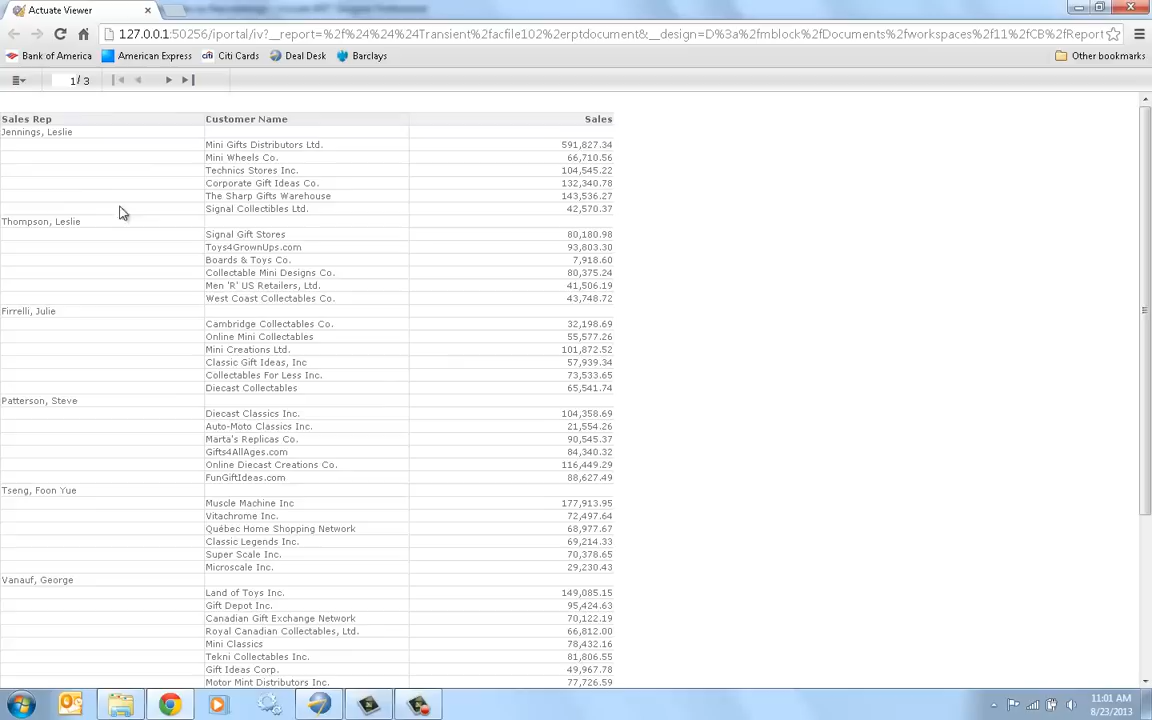 Actuate Viewer
127.0.0.1:50256/iportal/iv?__report=%2f%24%24%24Transient%2facfile102%2erptdocument&__design=D%3a%2fmblock%2fDocuments%2fworkspaces%2f11%2fCB%2fReport
Bank of America American Express citi Citi Cards Deal Desk Barclays Other bookmarks
1/ 3
Sales Rep Customer Name Sales
Jennings, Leslie
Mini Gifts Distributors Ltd. 591,827.34
Mini Wheels Co. 66,710.56
Technics Stores Inc. 104,545.22
Corporate Gift Ideas Co. 132,340.78
The Sharp Gifts Warehouse 143,536.27
Signal Collectibles Ltd. 42,570.37
Thompson, Leslie
Signal Gift Stores 80,180.98
Toys4GrownUps.com 93,803.30
Boards & Toys Co. 7,918.60
Collectable Mini Designs Co. 80,375.24
Men 'R' US Retailers, Ltd. 41,506.19
West Coast Collectables Co. 43,748.72
Firrelli, Julie
Cambridge Collectables Co. 32,198.69
Online Mini Collectables 55,577.26
Mini Creations Ltd. 101,872.52
Classic Gift Ideas, Inc 57,939.34
Collectables For Less Inc. 73,533.65
Diecast Collectables 65,541.74
Patterson, Steve
Diecast Classics Inc. 104,358.69
Auto-Moto Classics Inc. 21,554.26
Marta's Replicas Co. 90,545.37
Gifts4AllAges.com 84,340.32
Online Diecast Creations Co. 116,449.29
FunGiftIdeas.com 88,627.49
Tseng, Foon Yue
Muscle Machine Inc 177,913.95
Vitachrome Inc. 72,497.64
Québec Home Shopping Network 68,977.67
Classic Legends Inc. 69,214.33
Super Scale Inc. 70,378.65
Microscale Inc. 29,230.43
Vanauf, George
Land of Toys Inc. 149,085.15
Gift Depot Inc. 95,424.63
Canadian Gift Exchange Network 70,122.19
Royal Canadian Collectables, Ltd. 66,812.00
Mini Classics 78,432.16
Tekni Collectables Inc. 81,806.55
Gift Ideas Corp. 49,967.78
Motor Mint Distributors Inc. 77,726.59
11:01 AM
8/23/2013